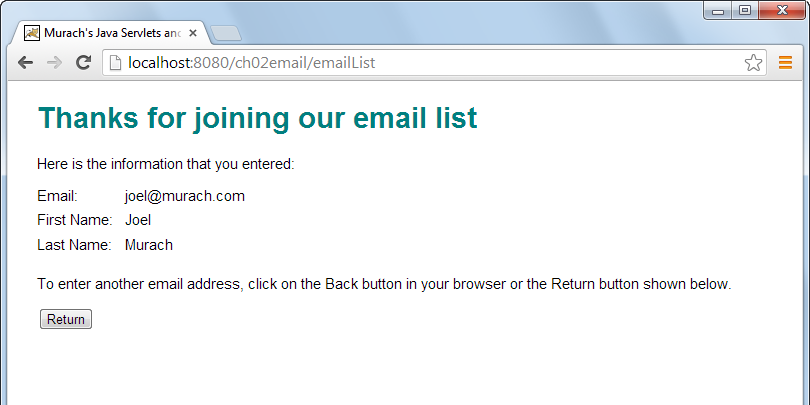 Murach's Java Servlets and
localhost:8080/ch02email/emailList
Thanks for joining our email list
Here is the information that you entered:
Email: joel@murach.com
First Name: Joel
Last Name: Murach
To enter another email address, click on the Back button in your browser or the Return button shown below.
Return